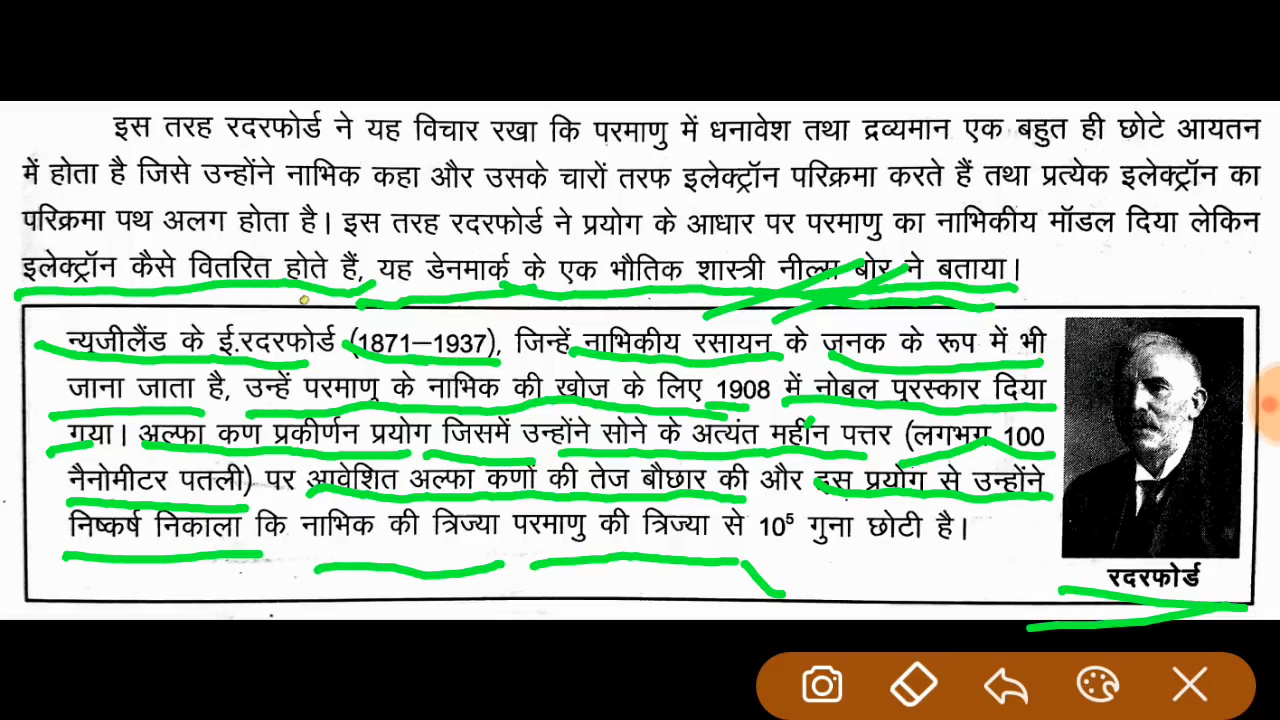 इस तरह रदरफोर्ड ने यह विचार रखा कि परमाणु में धनावेश तथा द्रव्यमान एक बहुत ही छोटे आयतन
में होता है जिसे उन्होंने नाभिक कहा और उसके चारों तरफ इलेक्ट्रॉन परिक्रमा करते हैं तथा प्रत्येक इलेक्ट्रॉन का
परिक्रमा पथ अलग होता है। इस तरह रदरफोर्ड ने प्रयोग के आधार पर परमाणु का नाभिकीय मॉडल दिया लेकिन
इलेक्ट्रॉन कैसे वितरित होते हैं, यह डेनमार्क के एक भौतिक शास्त्री नील्स बोर ने बताया।
न्यूजीलैंड के ई.रदरफोर्ड (1871–1937), जिन्हें नाभिकीय रसायन के जनक के रूप में भी
जाना जाता है, उन्हें परमाणु के नाभिक की खोज के लिए 1908 में नोबल पुरस्कार दिया
गया। अल्फा कण प्रकीर्णन प्रयोग जिसमें उन्होंने सोने के अत्यंत महीन पत्तर (लगभग 100
नैनोमीटर पतली) पर आवेशित अल्फा कणों की तेज बौछार की और इस प्रयोग से उन्होंने
निष्कर्ष निकाला कि नाभिक की त्रिज्या परमाणु की त्रिज्या से 10⁵ गुना छोटी है।
रदरफोर्ड